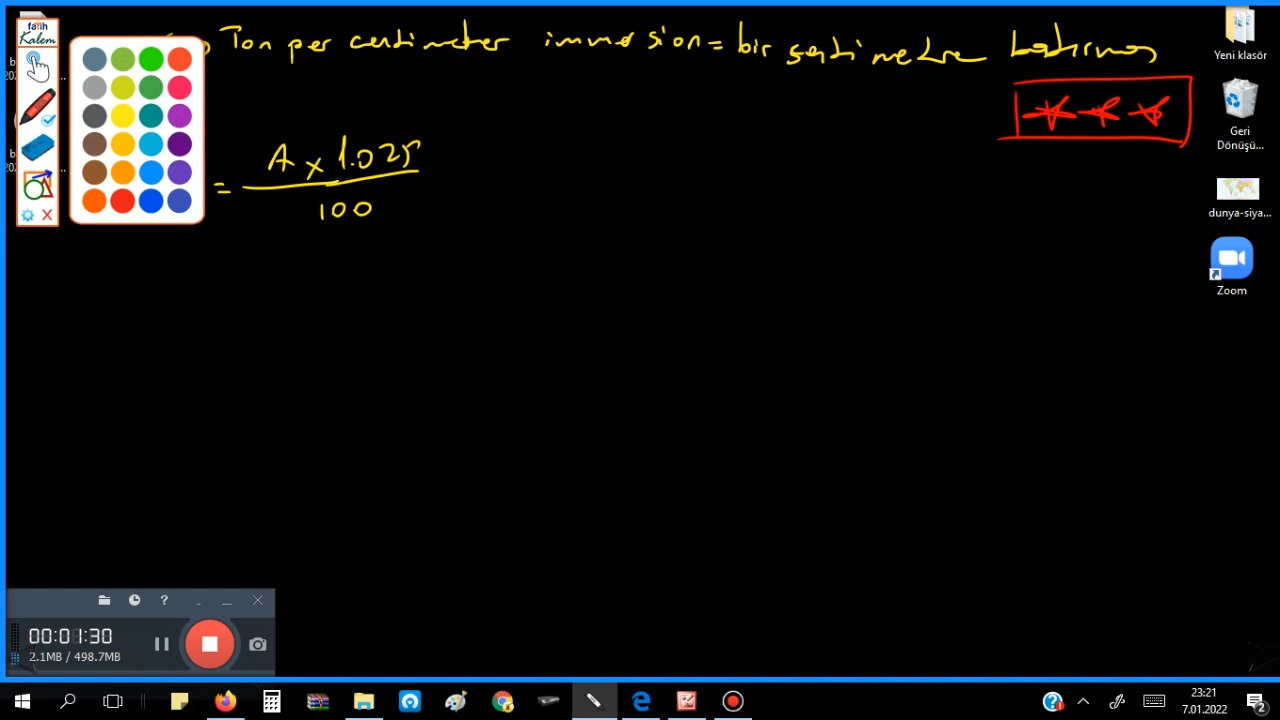 fatih
Kalem
Ton per centimeter immersion = bir santimetre batırma
A x 1.025
=
100
Yeni klasör
Geri
Dönüşü...
dunya-siya...
Zoom
00:01:30
2.1MB / 498.7MB
23:21
7.01.2022
2